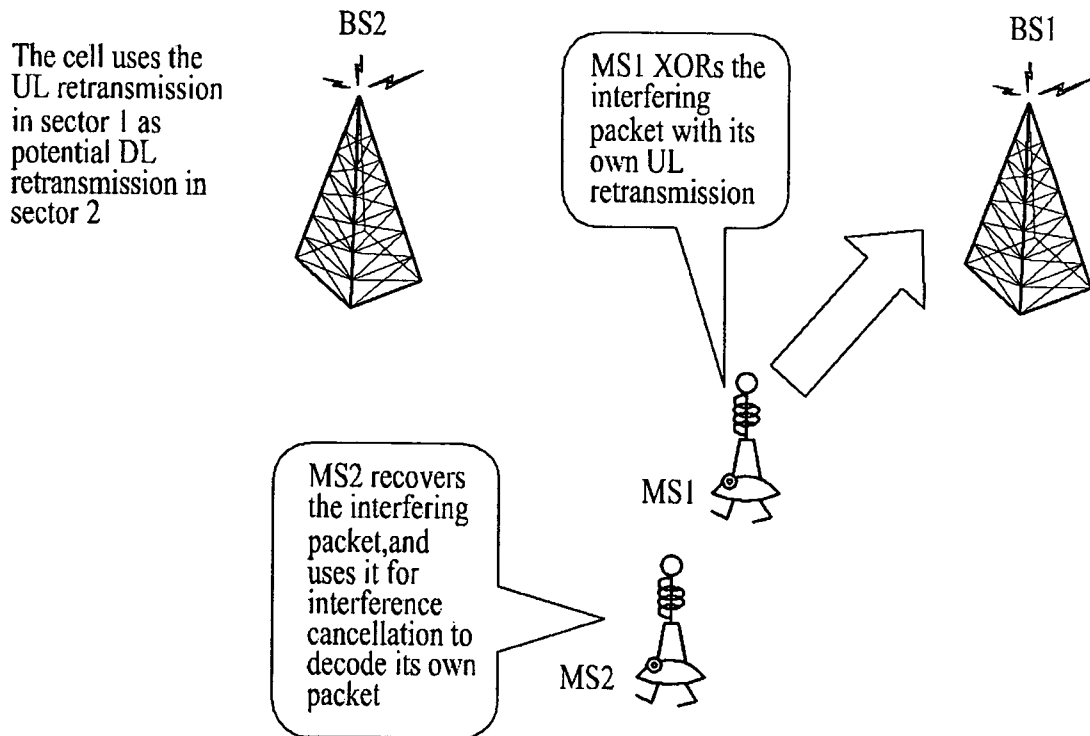 BS2
BS1
The cell uses the
UL retransmission
in sector 1 as
potential DL
retransmission in
sector 2
MS1 XORs the
interfering
packet with its
own UL
retransmission
MS1
MS2 recovers
the interfering
packet,and
uses it for
interference
cancellation to
decode its own
packet
MS2